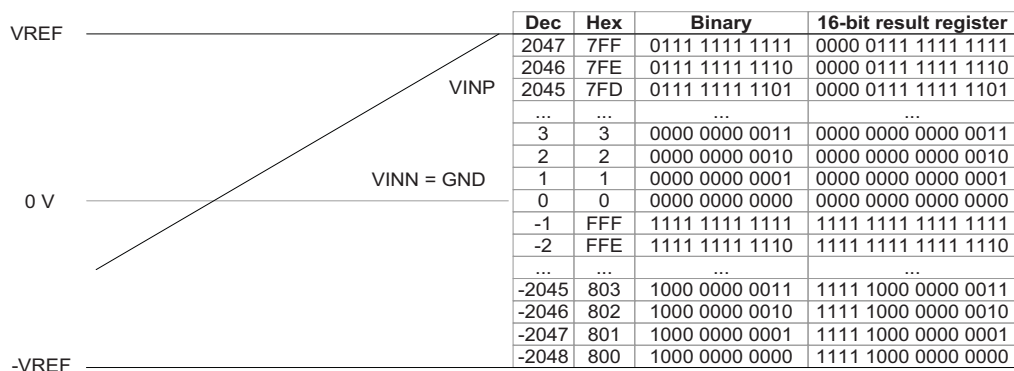 VREF
VINP
VINN = GND
0 V
-VREF
Dec Hex Binary 16-bit result register
2047 7FF 0111 1111 1111 0000 0111 1111 1111
2046 7FE 0111 1111 1110 0000 0111 1111 1110
2045 7FD 0111 1111 1101 0000 0111 1111 1101
... ... ... ...
3 3 0000 0000 0011 0000 0000 0000 0011
2 2 0000 0000 0010 0000 0000 0000 0010
1 1 0000 0000 0001 0000 0000 0000 0001
0 0 0000 0000 0000 0000 0000 0000 0000
-1 FFF 1111 1111 1111 1111 1111 1111 1111
-2 FFE 1111 1111 1110 1111 1111 1111 1110
... ... ... ...
-2045 803 1000 0000 0011 1111 1000 0000 0011
-2046 802 1000 0000 0010 1111 1000 0000 0010
-2047 801 1000 0000 0001 1111 1000 0000 0001
-2048 800 1000 0000 0000 1111 1000 0000 0000